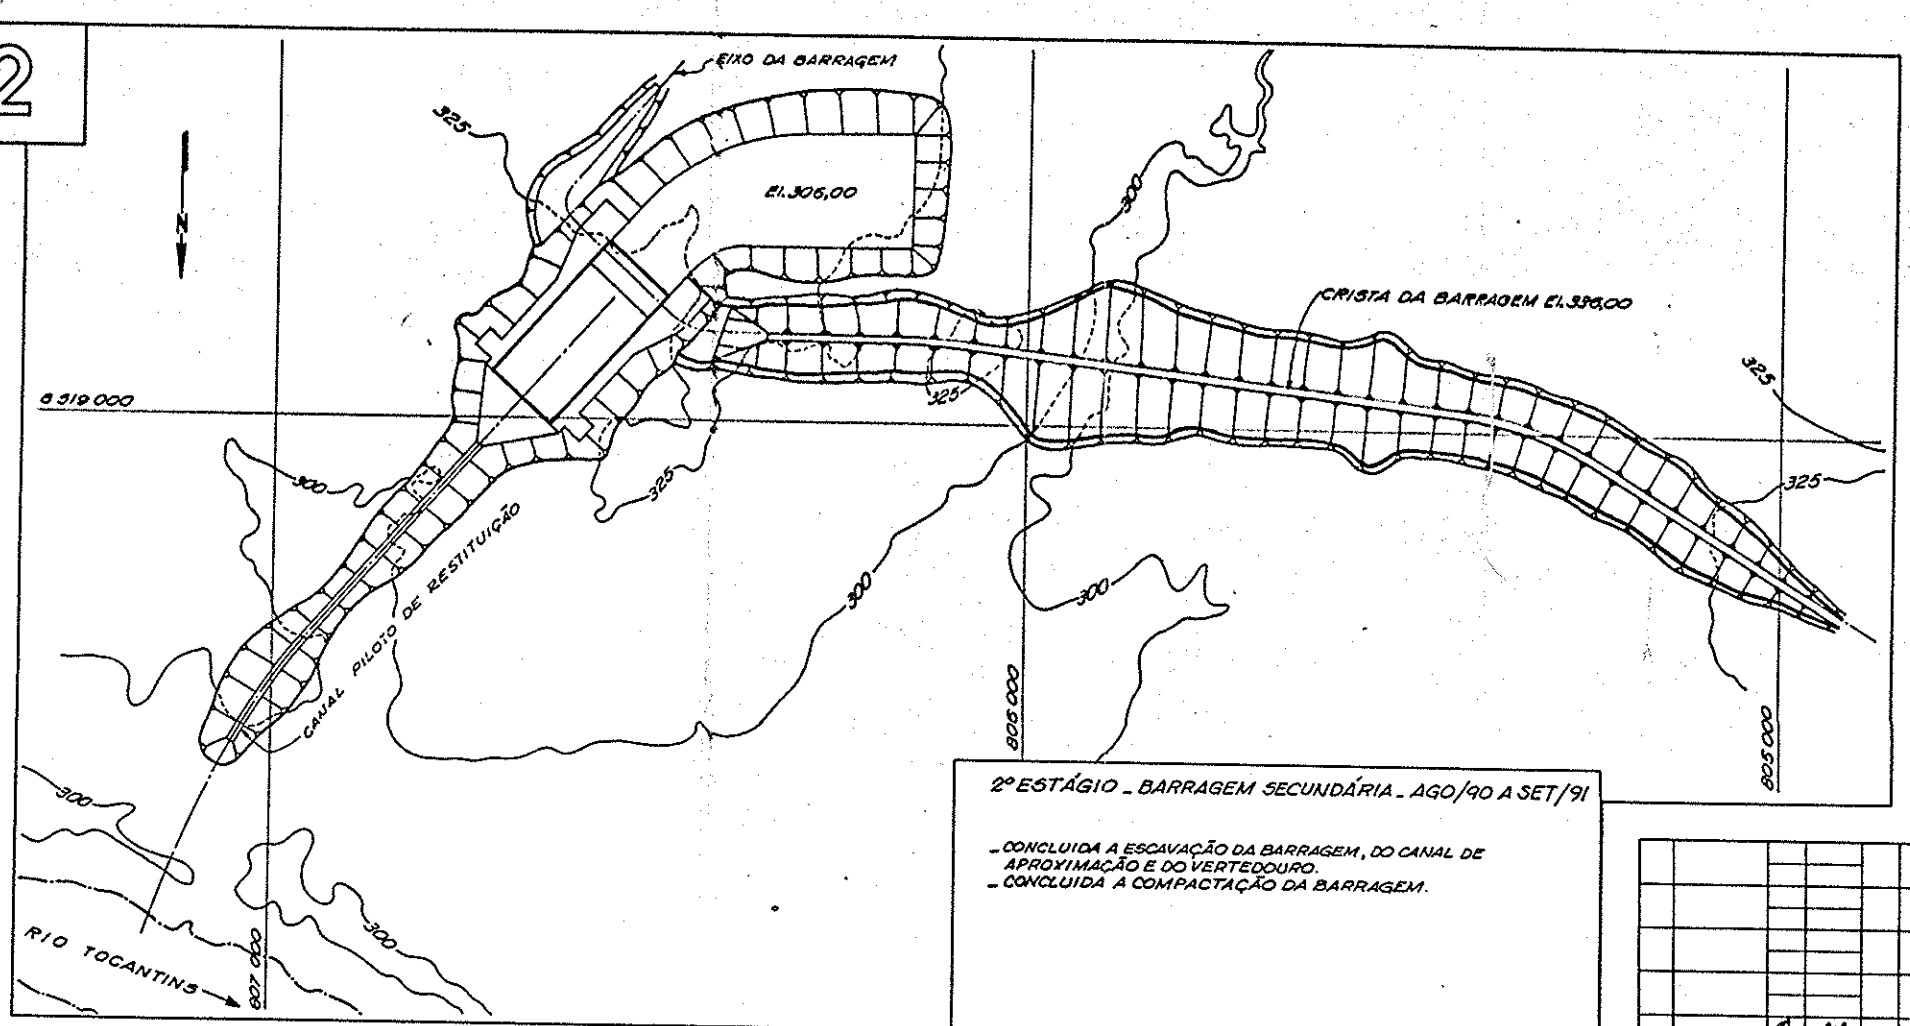 2
EIXO DA BARRAGEM
325
N
El.306,00
300
CRISTA DA BARRAGEM El.336,00
325
8 519 000
325
300
325
325
CANAL PILOTO DE RESTITUIÇÃO
300
300
806 000
805 000
300
300
RIO TOCANTINS
807 000
2º ESTÁGIO _ BARRAGEM SECUNDÁRIA _ AGO/90 A SET/91
_ CONCLUIDA A ESCAVAÇÃO DA BARRAGEM, DO CANAL DE
APROXIMAÇÃO E DO VERTEDOURO.
_ CONCLUIDA A COMPACTAÇÃO DA BARRAGEM.